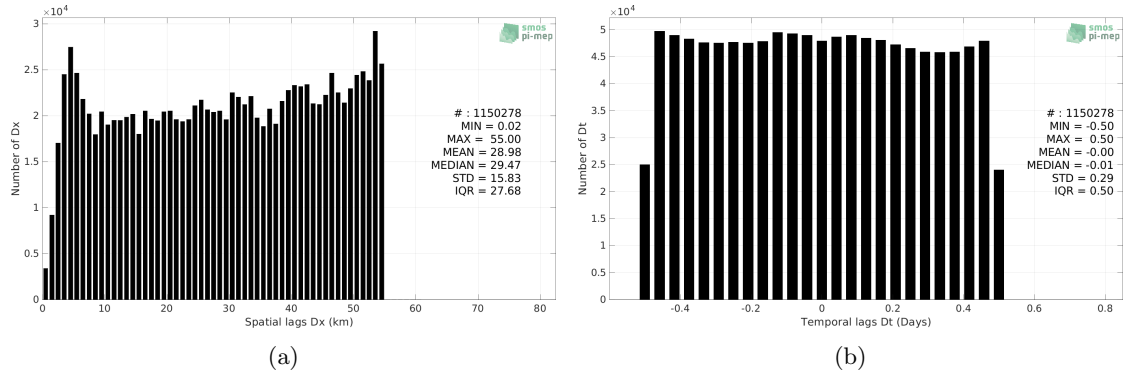 ×10⁴
3
2.5
2
1.5
1
0.5
0
Number of Dx
smos
pi-mep
# : 1150278
MIN = 0.02
MAX = 55.00
MEAN = 28.98
MEDIAN = 29.47
STD = 15.83
IQR = 27.68
0 10 20 30 40 50 60 70 80
Spatial lags Dx (km)
(a)
×10⁴
5
4.5
4
3.5
3
2.5
2
1.5
1
0.5
0
Number of Dt
smos
pi-mep
# : 1150278
MIN = -0.50
MAX = 0.50
MEAN = -0.00
MEDIAN = -0.01
STD = 0.29
IQR = 0.50
-0.4 -0.2 0 0.2 0.4 0.6 0.8
Temporal lags Dt (Days)
(b)